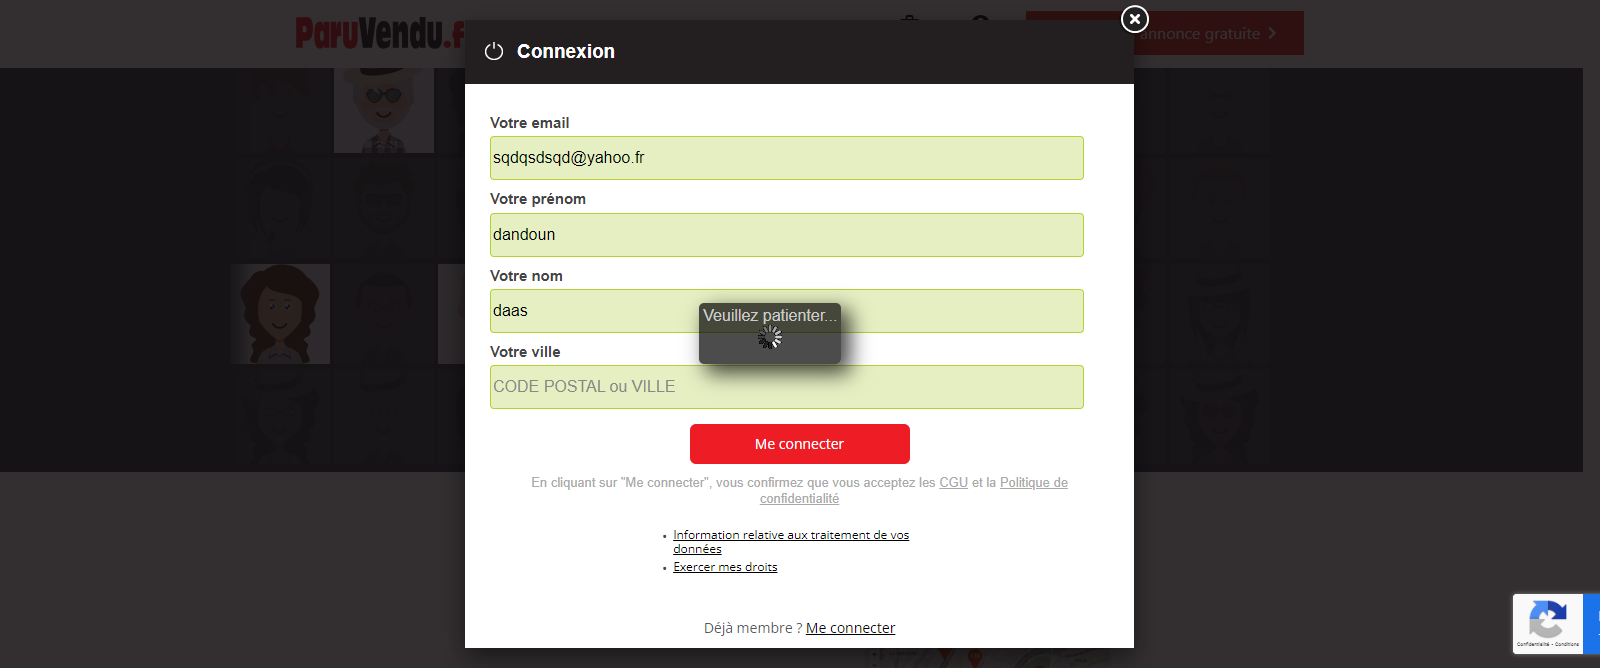 ParuVendu.f
annonce gratuite
Connexion
Votre email
sqdqsdsqd@yahoo.fr
Votre prénom
dandoun
Votre nom
daas
Veuillez patienter...
Votre ville
CODE POSTAL ou VILLE
Me connecter
En cliquant sur "Me connecter", vous confirmez que vous acceptez les CGU et la Politique de
confidentialité
• Information relative aux traitement de vos
données
• Exercer mes droits
Déjà membre ? Me connecter
Confidentialité - Conditions